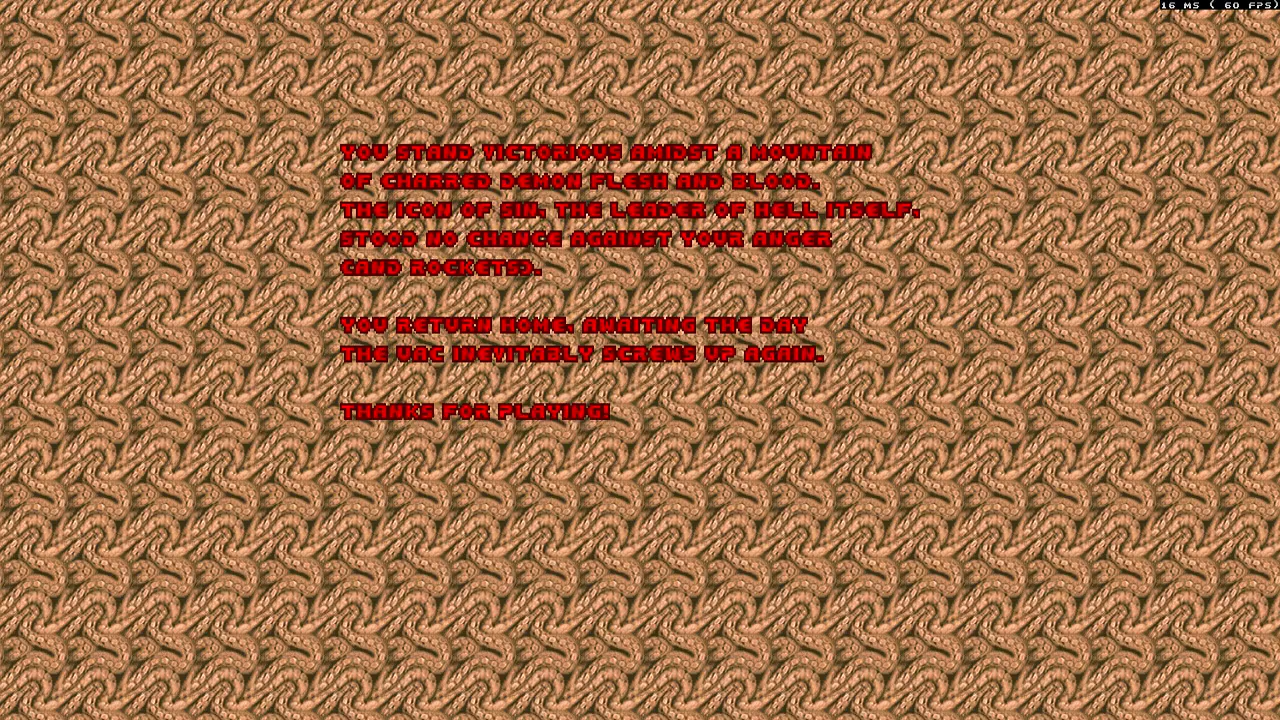 16 MS ( 60 FPS)
YOU STAND VICTORIOUS AMIDST A MOUNTAIN
OF CHARRED DEMON FLESH AND BLOOD.
THE ICON OF SIN, THE LEADER OF HELL ITSELF,
STOOD NO CHANCE AGAINST YOUR ANGER
(AND ROCKETS).
YOU RETURN HOME, AWAITING THE DAY
THE UAC INEVITABLY SCREWS UP AGAIN.
THANKS FOR PLAYING!